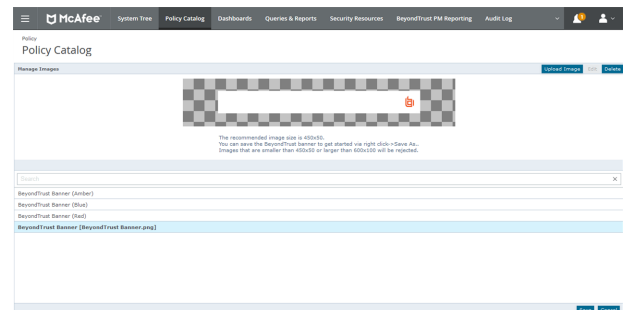 McAfee
System Tree
Policy Catalog
Dashboards
Queries & Reports
Security Resources
BeyondTrust PM Reporting
Audit Log
Policy
Policy Catalog
Manage Images
Upload Image
Edit
Delete
The recommended image size is 450x50.
You can save the BeyondTrust banner to get started via right click->Save As..
Images that are smaller than 450x50 or larger than 600x100 will be rejected.
Search
BeyondTrust Banner (Amber)
BeyondTrust Banner (Blue)
BeyondTrust Banner (Red)
BeyondTrust Banner [BeyondTrust Banner.png]
Save
Cancel